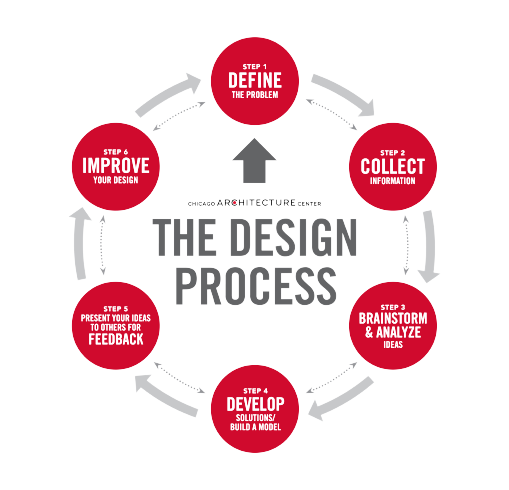 STEP 1
DEFINE
THE PROBLEM
STEP 2
COLLECT
INFORMATION
STEP 3
BRAINSTORM
& ANALYZE
IDEAS
STEP 4
DEVELOP
SOLUTIONS/
BUILD A MODEL
STEP 5
PRESENT YOUR IDEAS
TO OTHERS FOR
FEEDBACK
STEP 6
IMPROVE
YOUR DESIGN
CHICAGO ARCHITECTURE CENTER
THE DESIGN
PROCESS